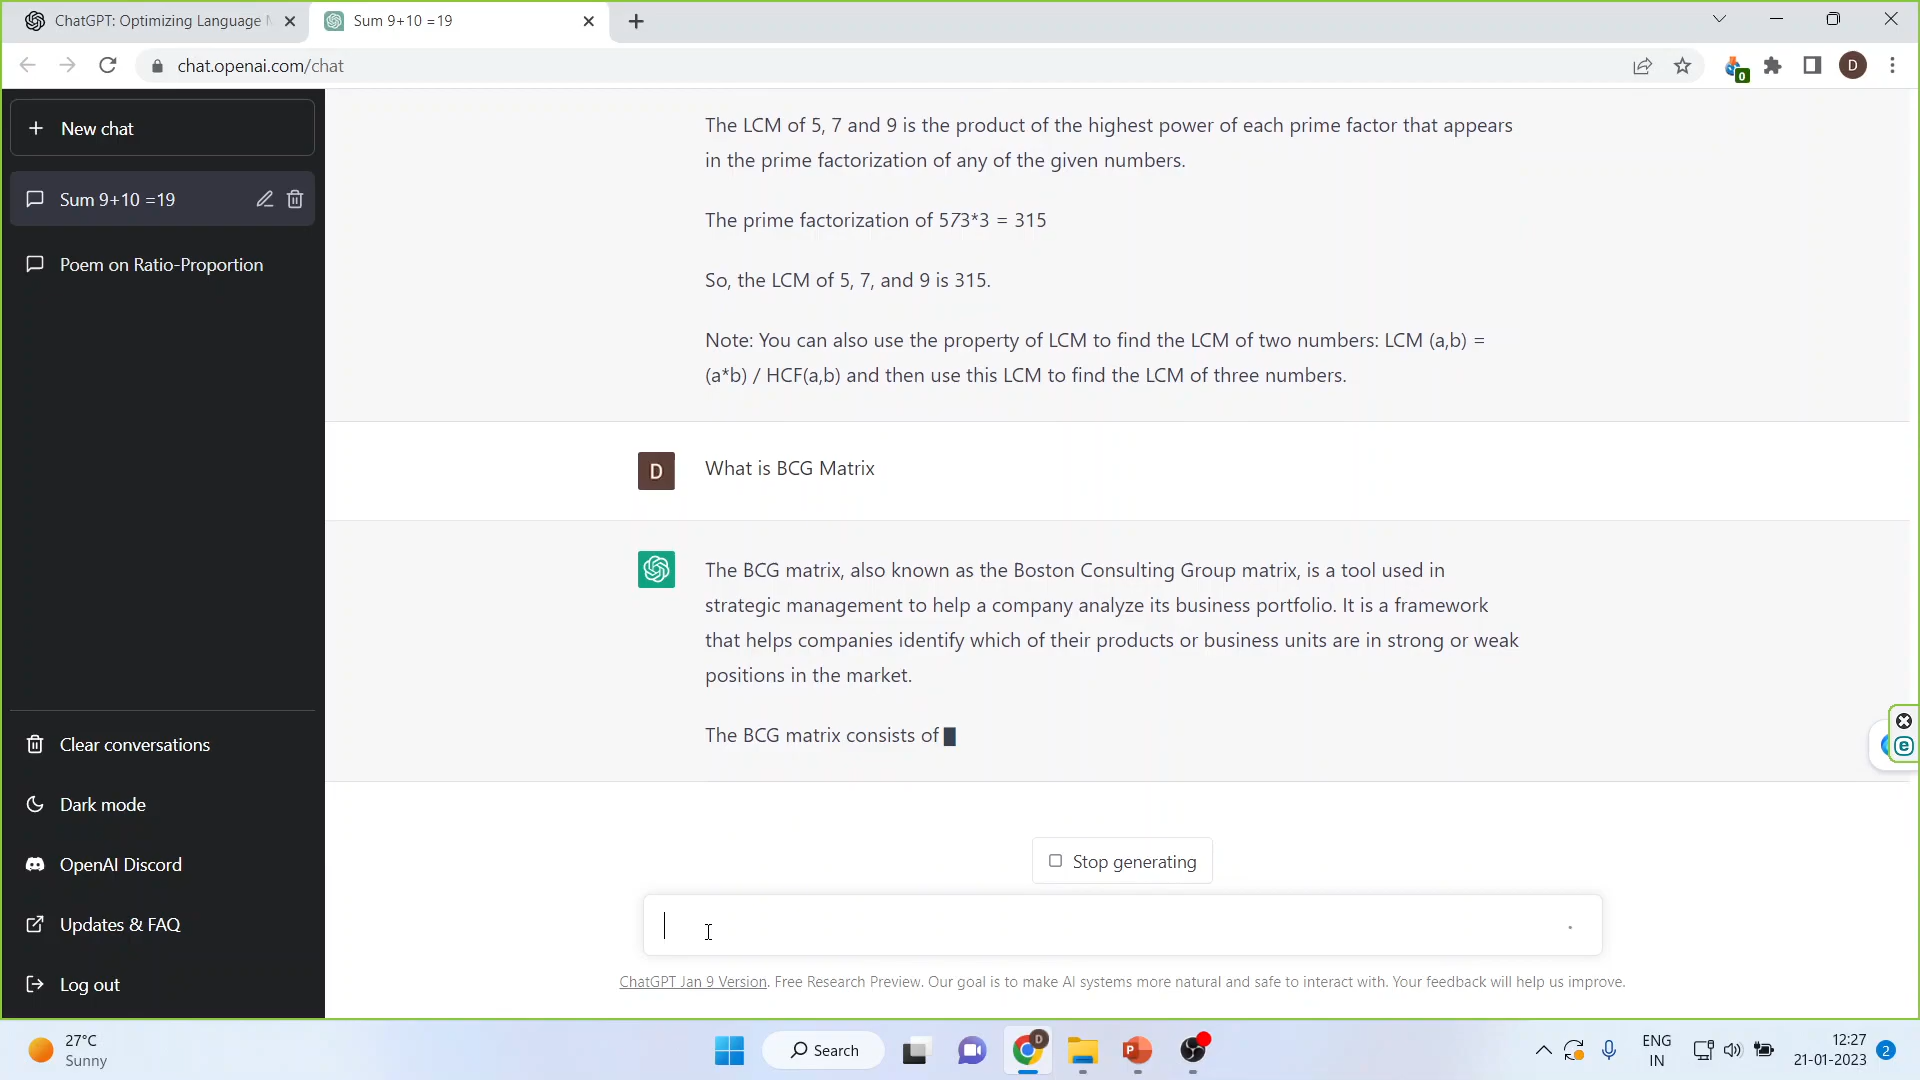 ChatGPT: Optimizing Language
Sum 9+10 =19
chat.openai.com/chat
0
D
New chat
Sum 9+10 =19
Poem on Ratio-Proportion
The LCM of 5, 7 and 9 is the product of the highest power of each prime factor that appears
in the prime factorization of any of the given numbers.
The prime factorization of 573*3 = 315
So, the LCM of 5, 7, and 9 is 315.
Note: You can also use the property of LCM to find the LCM of two numbers: LCM (a,b) =
(a*b) / HCF(a,b) and then use this LCM to find the LCM of three numbers.
D
What is BCG Matrix
The BCG matrix, also known as the Boston Consulting Group matrix, is a tool used in
strategic management to help a company analyze its business portfolio. It is a framework
that helps companies identify which of their products or business units are in strong or weak
positions in the market.
The BCG matrix consists of
Clear conversations
Dark mode
OpenAI Discord
Updates & FAQ
Log out
Stop generating
ChatGPT Jan 9 Version. Free Research Preview. Our goal is to make AI systems more natural and safe to interact with. Your feedback will help us improve.
27°C
Sunny
Search
D
P
ENG
IN
12:27
21-01-2023
2